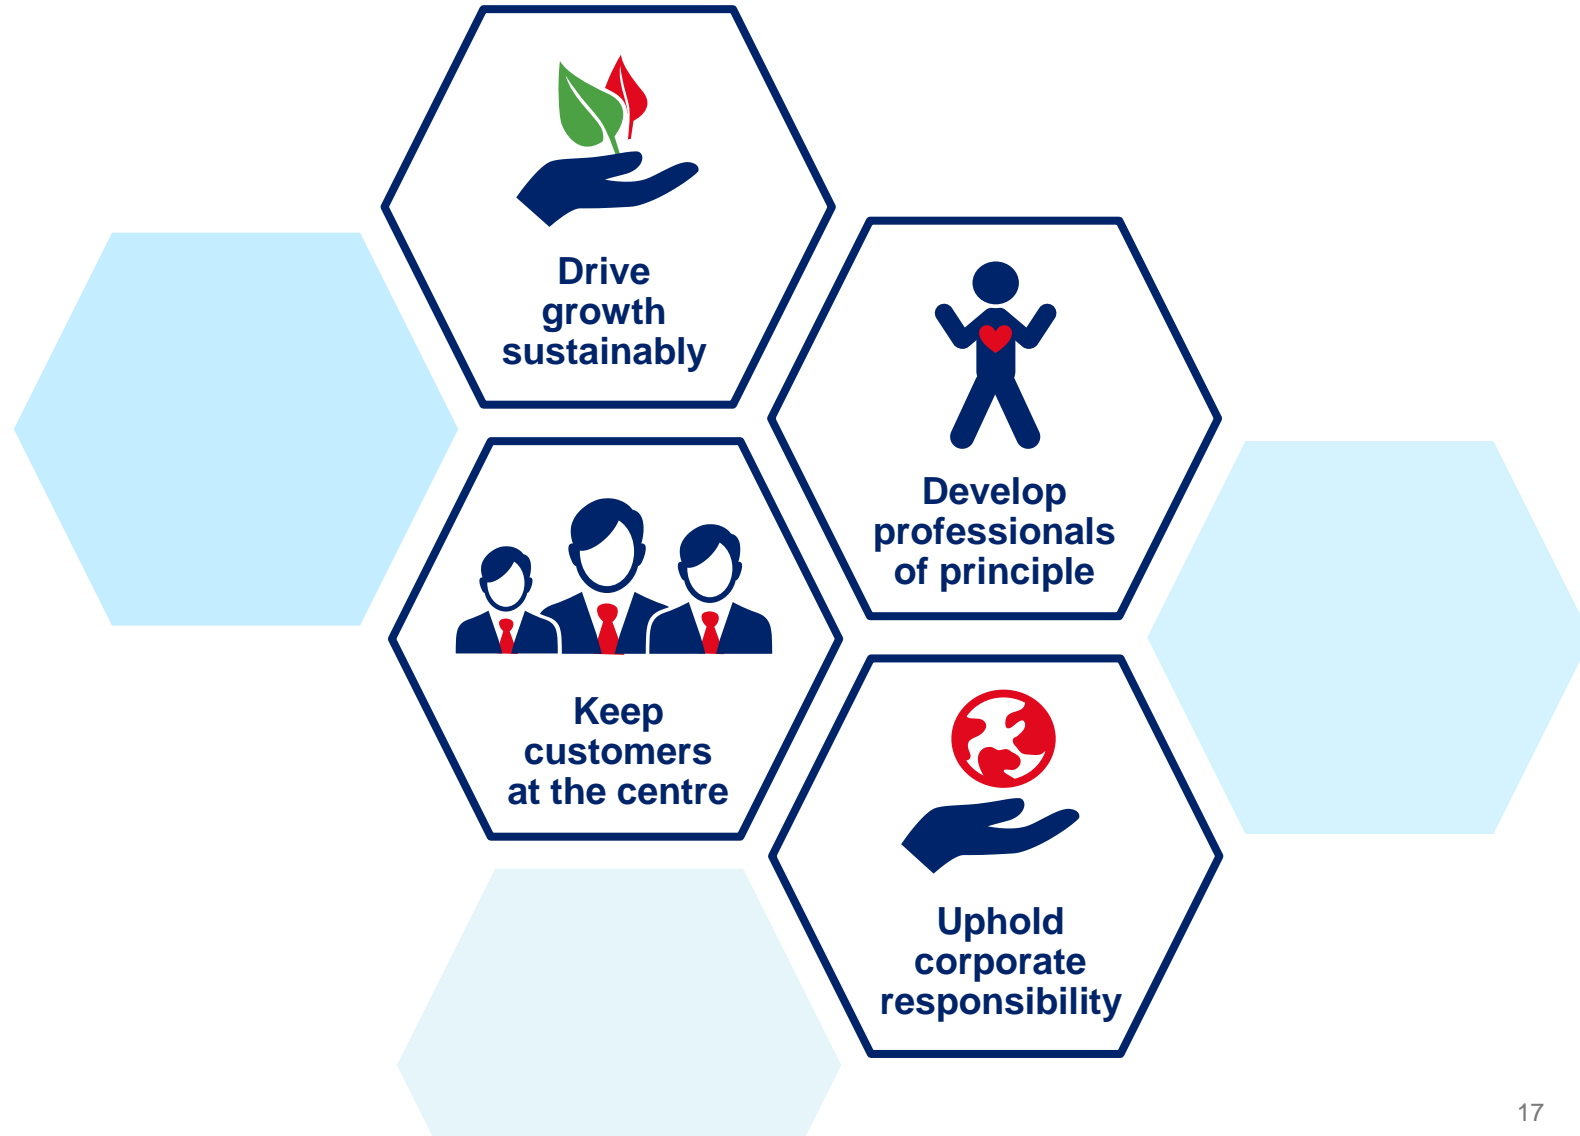 Drive
growth
sustainably
Develop
professionals
of principle
Keep
customers
at the centre
Uphold
corporate
responsibility
17